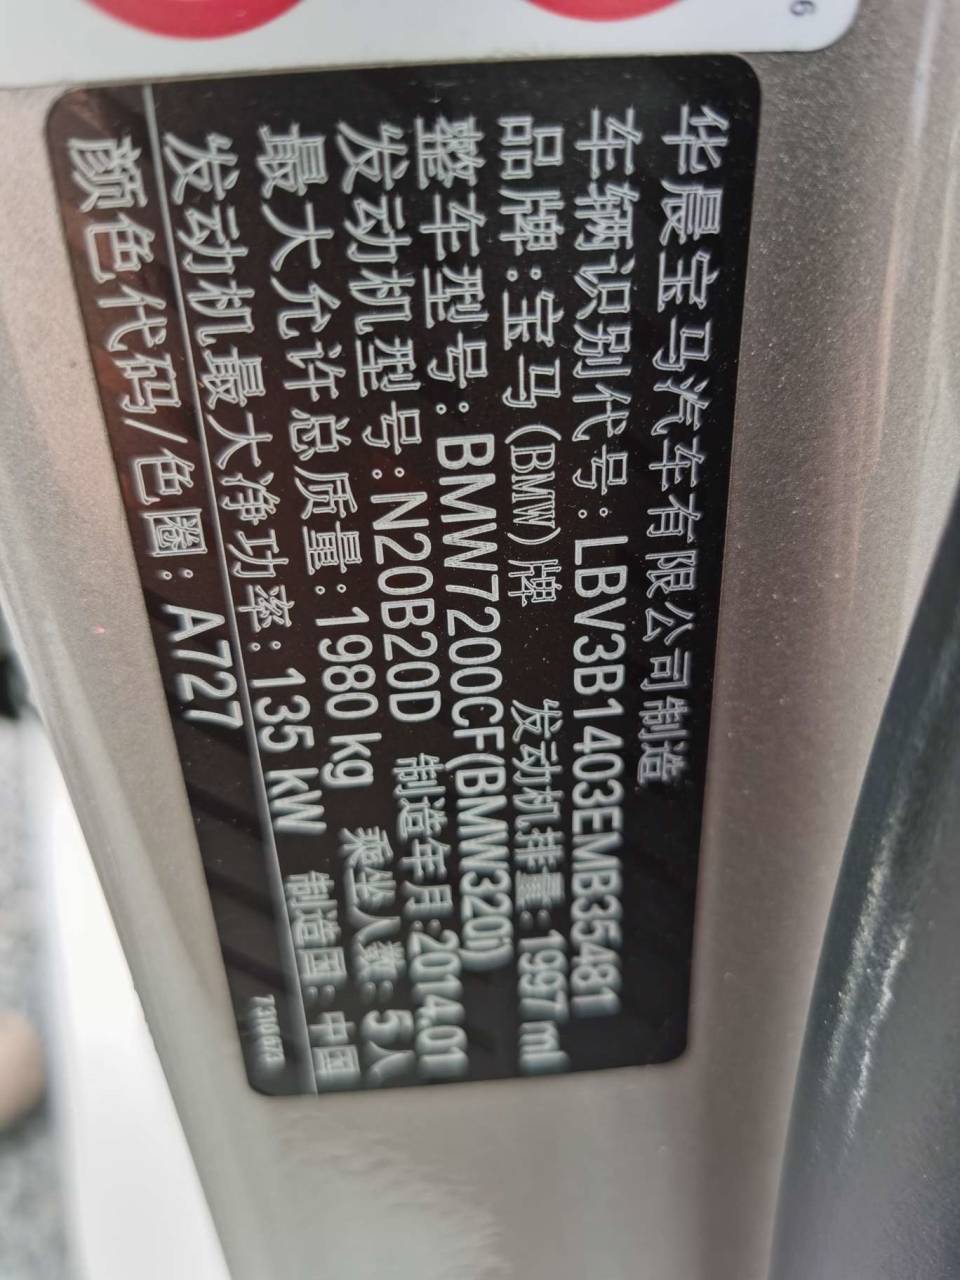 6
华晨宝马汽车有限公司制造
车辆识别代号: LBV3B1403EMB35481
品牌: 宝马(BMW)牌 发动机排量: 1997 ml
整车型号: BMW7200CF(BMW320i)
发动机型号: N20B20D 制造年月: 2014.01
最大允许总质量: 1980 kg 乘坐人数: 5人
发动机最大净功率: 135 kW 制造国: 中国
颜色代码/色圈: A727 7310673